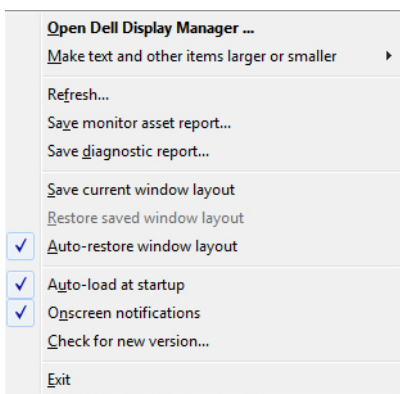 Open Dell Display Manager ...
Make text and other items larger or smaller
Refresh...
Save monitor asset report...
Save diagnostic report...
Save current window layout
Restore saved window layout
Auto-restore window layout
Auto-load at startup
Onscreen notifications
Check for new version...
Exit